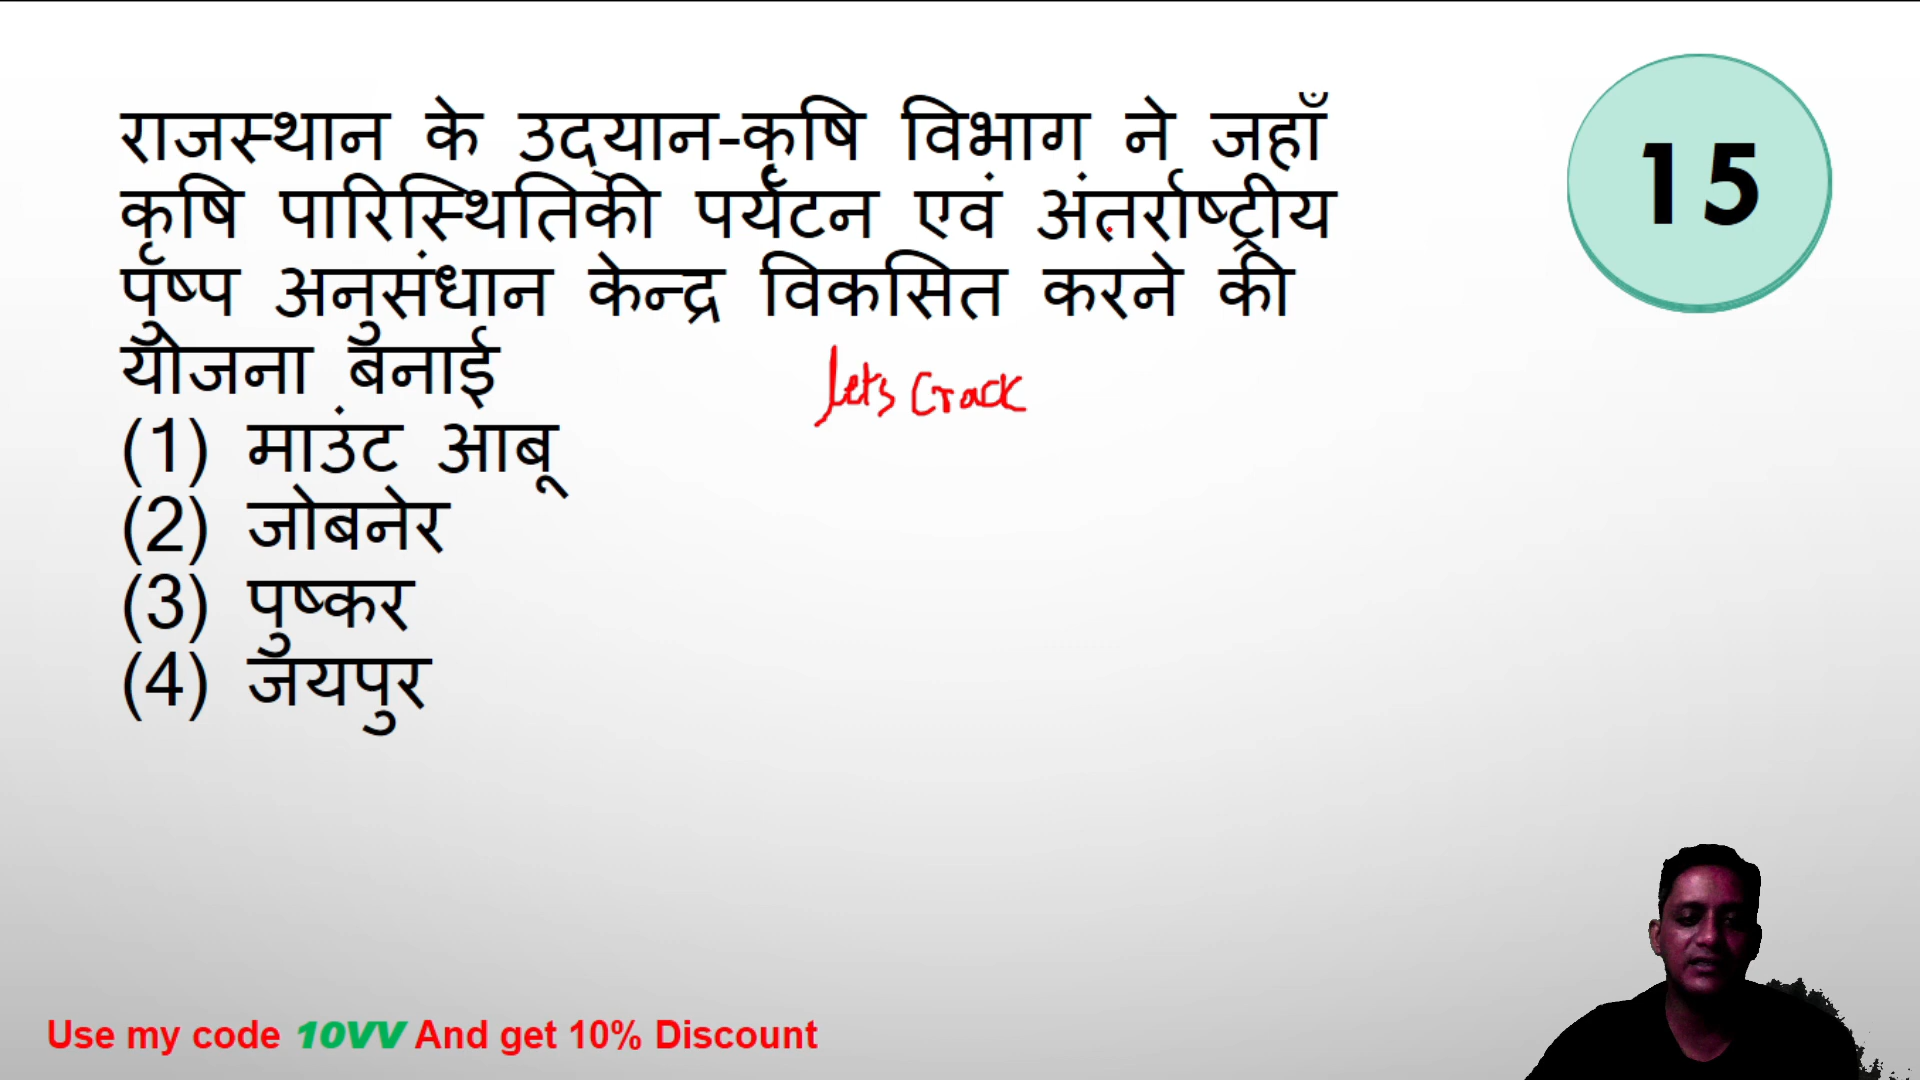 राजस्थान के उद्यान-कृषि विभाग ने जहाँ
कृषि पारिस्थितिकी पर्यटन एवं अंतर्राष्ट्रीय
पुष्प अनुसंधान केन्द्र विकसित करने की
योजना बनाई
(1) माउंट आबू
(2) जोबनेर
(3) पुष्कर
(4) जयपुर
15
Lets Crack
Use my code 10VV And get 10% Discount